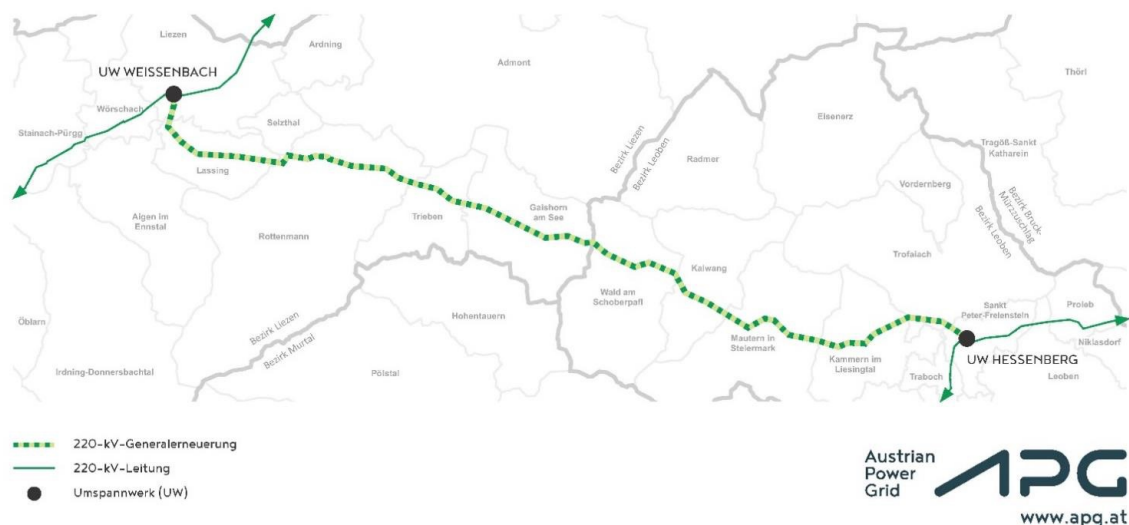 Liezen
Ardning
Admont
UW WEISSENBACH
Thörl
Wörschach
Stainach-Pürgg
Selzthal
Eisenerz
Bezirk Liezen
Bezirk Leoben
Radmer
Tragöß-Sankt
Katharein
Lassing
Vordernberg
Bezirk Bruck-
Mürzzuschlag
Bezirk Leoben
Aigen im
Ennstal
Rottenmann
Trieben
Gaishorn
am See
Trofaiach
Kalwang
Wald am
Schoberpaß
Öblarn
Hohentauern
Sankt
Peter-Freienstein
Proleb
Bezirk Liezen
Bezirk Murtal
Mautern in
Steiermark
Niklasdorf
Kammern im
Liesingtal
UW HESSENBERG
Irdning-Donnersbachtal
Pölstal
Traboch
Leoben
220-kV-Generalerneuerung
220-kV-Leitung
Umspannwerk (UW)
Austrian
Power
Grid
APG
www.apg.at